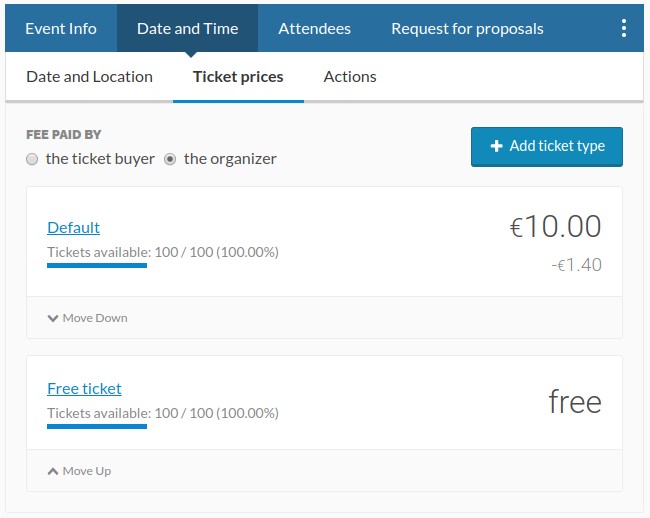 Event Info Date and Time Attendees Request for proposals
Date and Location Ticket prices Actions
FEE PAID BY
the ticket buyer the organizer
Add ticket type
Default
€10.00
Tickets available: 100 / 100 (100.00%)
-€1.40
Move Down
Free ticket
free
Tickets available: 100 / 100 (100.00%)
Move Up